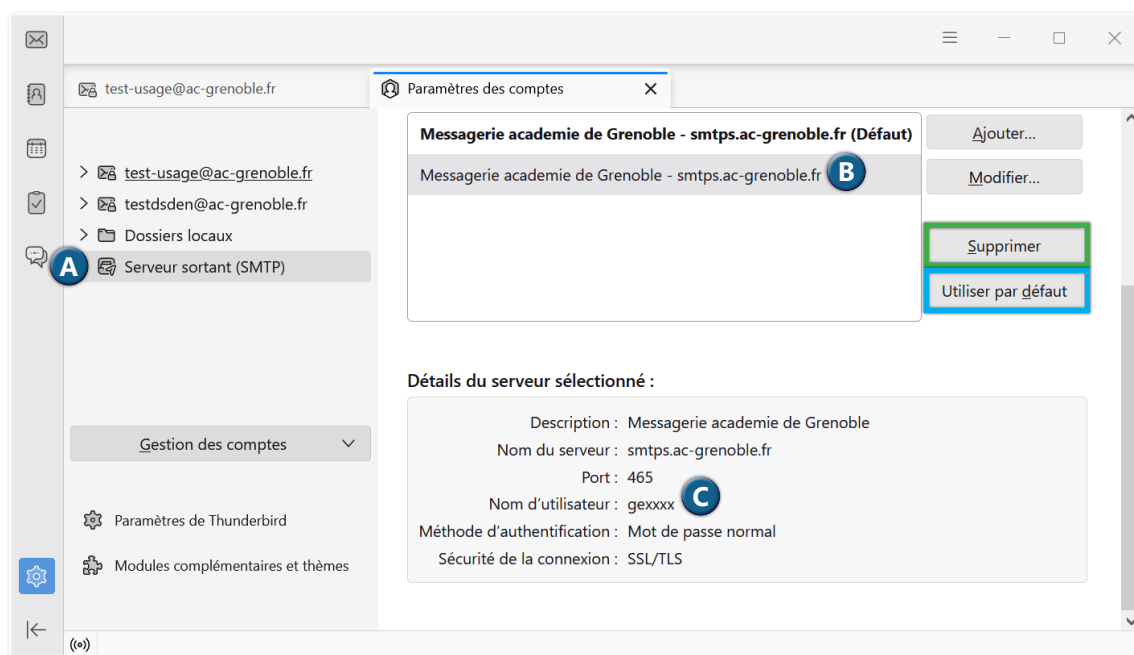 test-usage@ac-grenoble.fr
Paramètres des comptes
test-usage@ac-grenoble.fr
testdsden@ac-grenoble.fr
Dossiers locaux
A
Serveur sortant (SMTP)
Gestion des comptes
Paramètres de Thunderbird
Modules complémentaires et thèmes
Messagerie academie de Grenoble - smtps.ac-grenoble.fr (Défaut)
Messagerie academie de Grenoble - smtps.ac-grenoble.fr
B
Ajouter...
Modifier...
Supprimer
Utiliser par défaut
Détails du serveur sélectionné :
Description : Messagerie academie de Grenoble
Nom du serveur : smtps.ac-grenoble.fr
Port : 465
Nom d’utilisateur : gexxxx
C
Méthode d’authentification : Mot de passe normal
Sécurité de la connexion : SSL/TLS